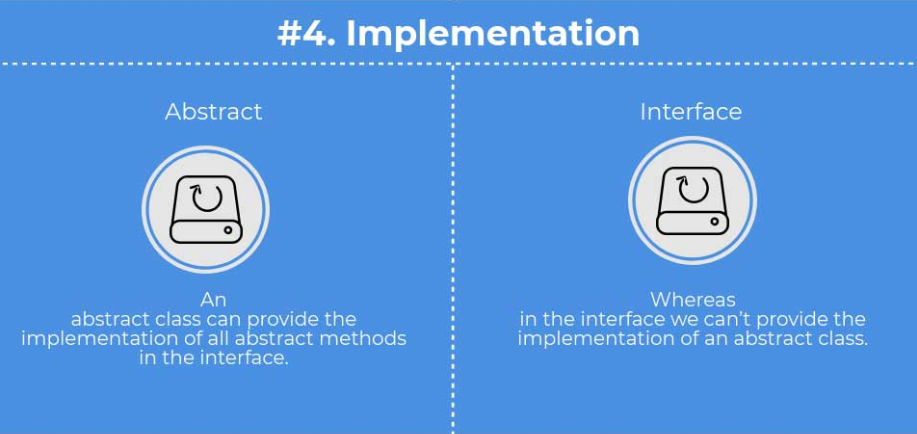 #4. Implementation
Abstract
An
abstract class can provide the
implementation of all abstract methods
in the interface.
Interface
Whereas
in the interface we can't provide the
implementation of an abstract class.